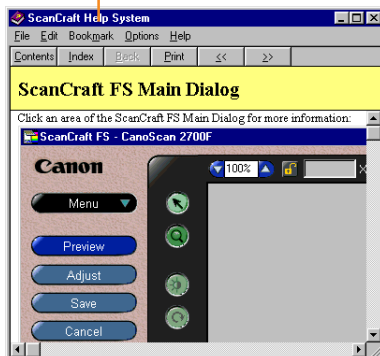 ScanCraft Help System
File Edit Bookmark Options Help
Contents Index Back Print << >>
ScanCraft FS Main Dialog
Click an area of the ScanCraft FS Main Dialog for more information:
ScanCraft FS - CanoScan 2700F
Canon
100%
Menu
Preview
Adjust
Save
Cancel